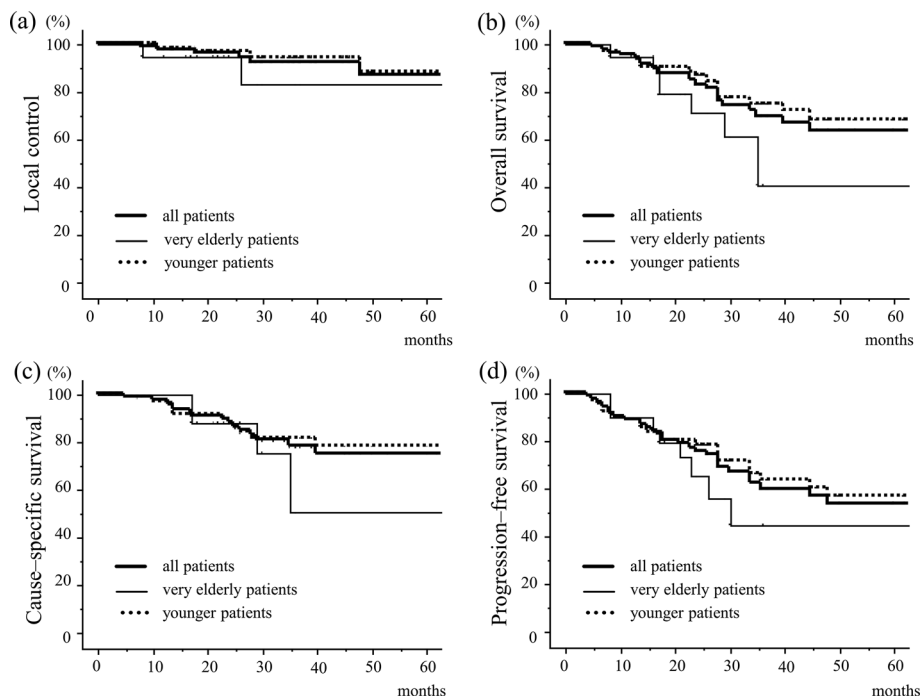 (a) (%)
100
80
60
40
20
0
Local control
all patients
very elderly patients
younger patients
0 10 20 30 40 50 60
months
(b) (%)
100
80
60
40
20
0
Overall survival
all patients
very elderly patients
younger patients
0 10 20 30 40 50 60
months
(c) (%)
100
80
60
40
20
0
Cause–specific survival
all patients
very elderly patients
younger patients
0 10 20 30 40 50 60
months
(d) (%)
100
80
60
40
20
0
Progression–free survival
all patients
very elderly patients
younger patients
0 10 20 30 40 50 60
months